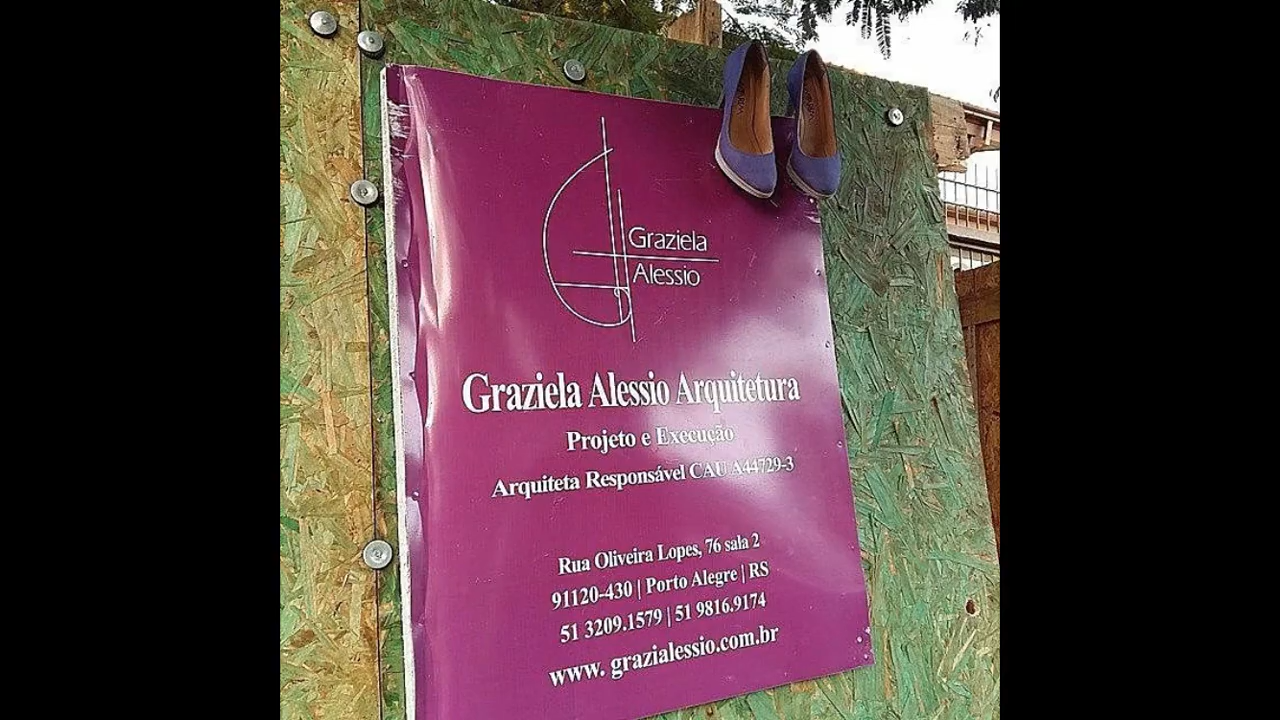 Graziela
Alessio
Graziela Alessio Arquitetura
Projeto e Execução
Arquiteta Responsável CAU A44729-3
Rua Oliveira Lopes, 76 sala 2
91120-430 | Porto Alegre | RS
51 3209.1579 | 51 9816.9174
www. grazialessio.com.br